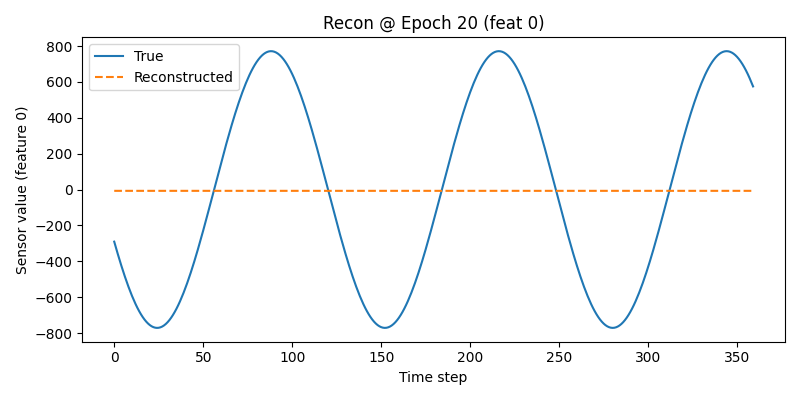 Recon @ Epoch 20 (feat 0)
True
Reconstructed
Sensor value (feature 0)
800
600
400
200
0
−200
−400
−600
−800
0 50 100 150 200 250 300 350
Time step